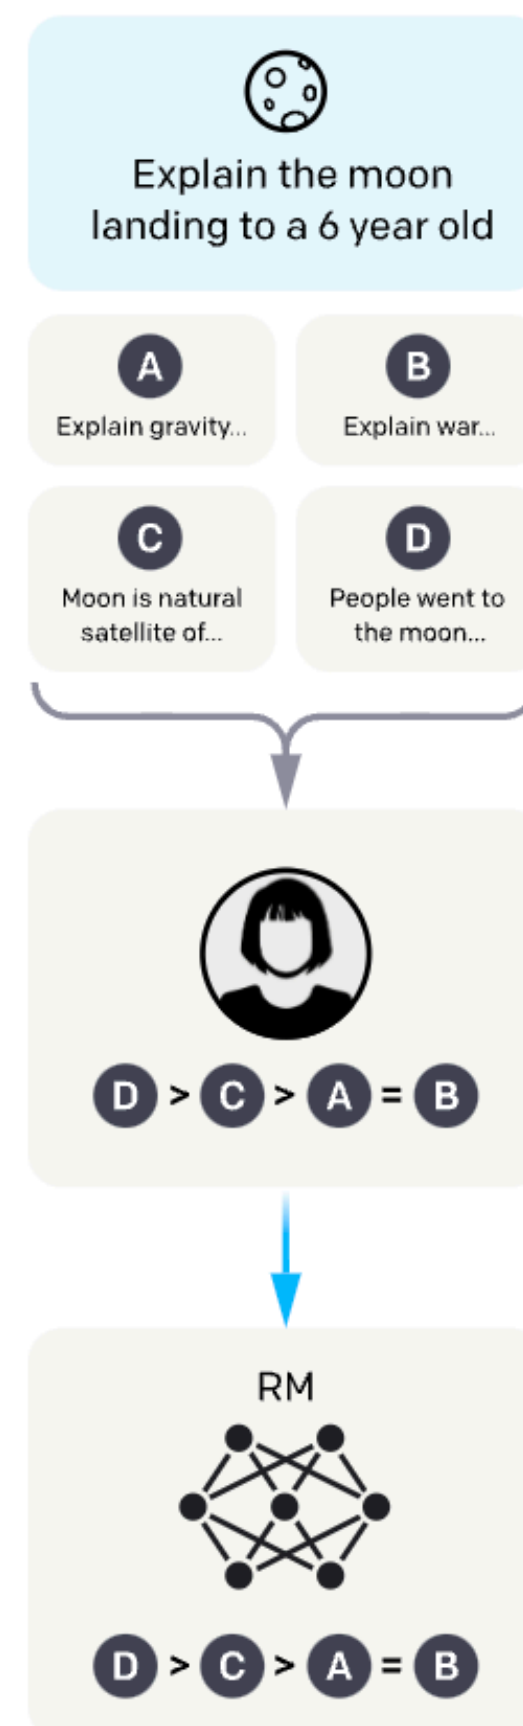 Explain the moon
landing to a 6 year old
A
Explain gravity...
B
Explain war...
C
Moon is natural
satellite of...
D
People went to
the moon...
D > C > A = B
RM
D > C > A = B